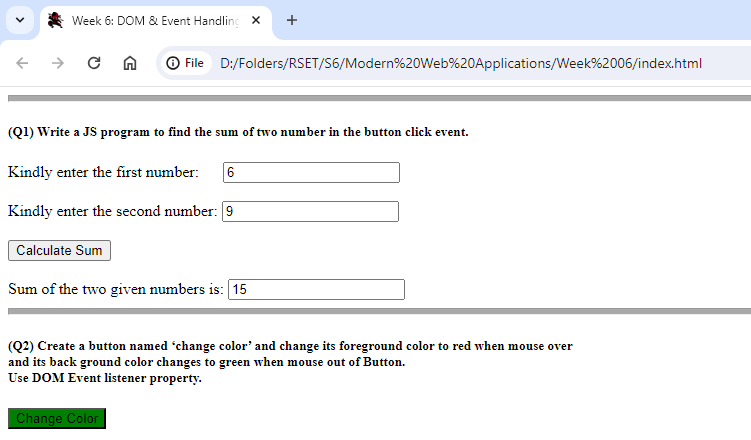 Week 6: DOM & Event Handling
File D:/Folders/RSET/S6/Modern%20Web%20Applications/Week%2006/index.html
(Q1) Write a JS program to find the sum of two number in the button click event.
Kindly enter the first number: 6
Kindly enter the second number: 9
Calculate Sum
Sum of the two given numbers is: 15
(Q2) Create a button named ‘change color’ and change its foreground color to red when mouse over
and its back ground color changes to green when mouse out of Button.
Use DOM Event listener property.
Change Color